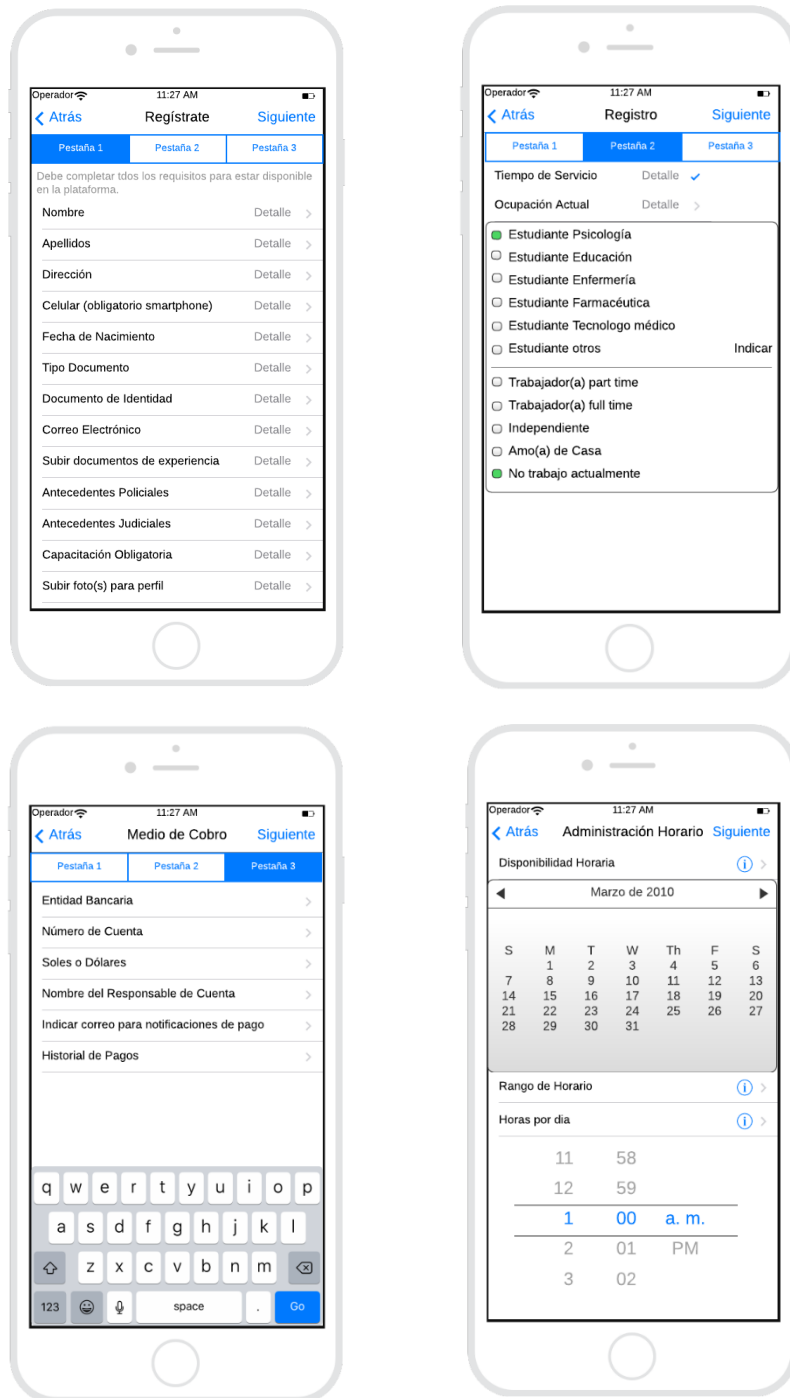 Operador 11:27 AM
Atrás Regístrate Siguiente
Pestaña 1 Pestaña 2 Pestaña 3
Debe completar tdos los requisitos para estar disponible
en la plataforma.
Nombre Detalle
Apellidos Detalle
Dirección Detalle
Celular (obligatorio smartphone) Detalle
Fecha de Nacimiento Detalle
Tipo Documento Detalle
Documento de Identidad Detalle
Correo Electrónico Detalle
Subir documentos de experiencia Detalle
Antecedentes Policiales Detalle
Antecedentes Judiciales Detalle
Capacitación Obligatoria Detalle
Subir foto(s) para perfil Detalle
Operador 11:27 AM
Atrás Registro Siguiente
Pestaña 1 Pestaña 2 Pestaña 3
Tiempo de Servicio Detalle
Ocupación Actual Detalle
Estudiante Psicología
Estudiante Educación
Estudiante Enfermería
Estudiante Farmacéutica
Estudiante Tecnologo médico
Estudiante otros Indicar
Trabajador(a) part time
Trabajador(a) full time
Independiente
Amo(a) de Casa
No trabajo actualmente
Operador 11:27 AM
Atrás Medio de Cobro Siguiente
Pestaña 1 Pestaña 2 Pestaña 3
Entidad Bancaria
Número de Cuenta
Soles o Dólares
Nombre del Responsable de Cuenta
Indicar correo para notificaciones de pago
Historial de Pagos
q w e r t y u i o p
a s d f g h j k l
z x c v b n m
123 space . Go
Operador 11:27 AM
Atrás Administración Horario Siguiente
Disponibilidad Horaria i
Marzo de 2010
S M T W Th F S
1 2 3 4 5 6
7 8 9 10 11 12 13
14 15 16 17 18 19 20
21 22 23 24 25 26 27
28 29 30 31
Rango de Horario i
Horas por dia i
11 58
12 59
1 00 a. m.
2 01 PM
3 02